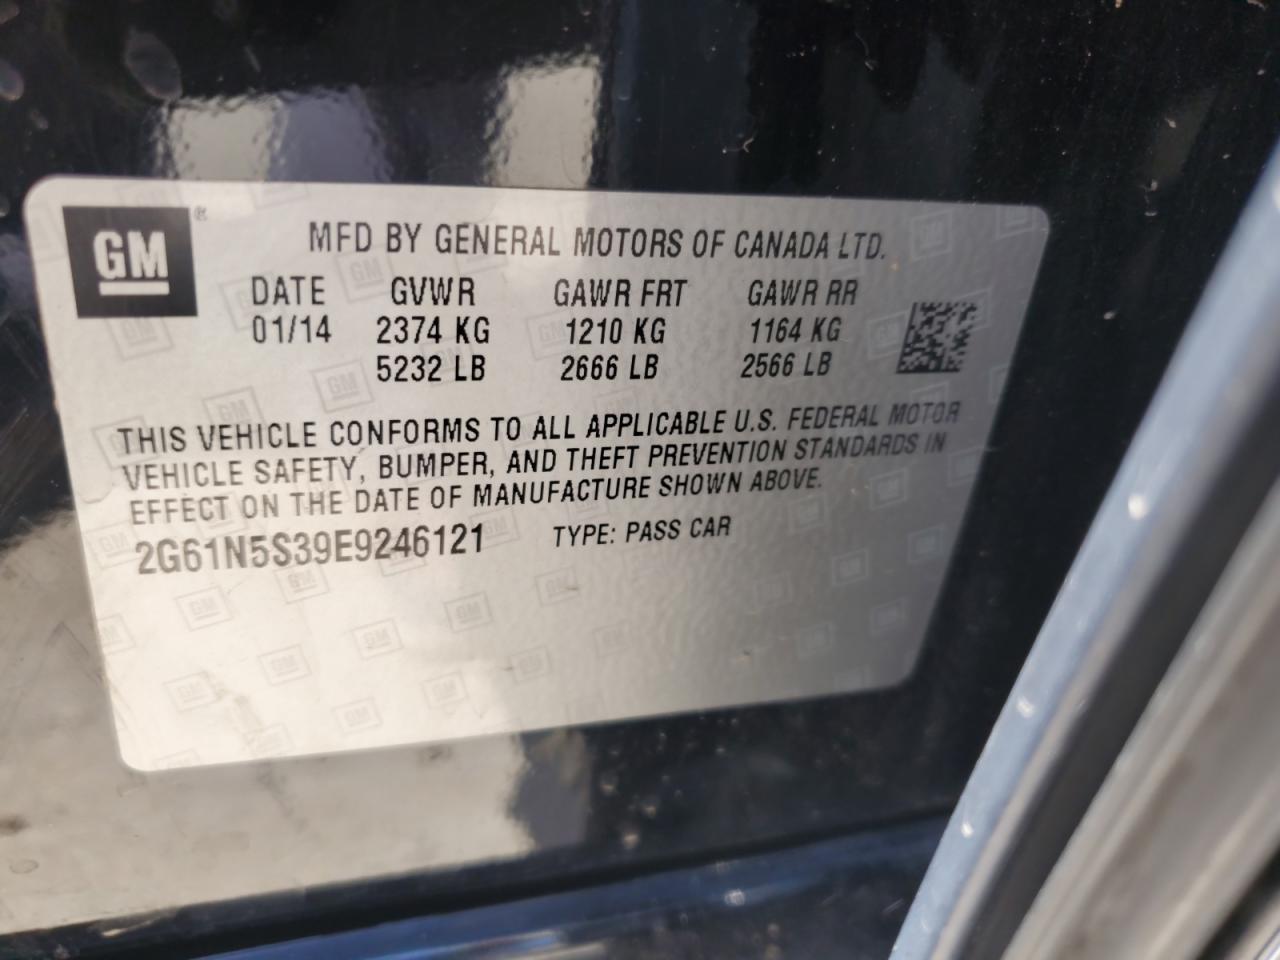 GM ®
MFD BY GENERAL MOTORS OF CANADA LTD.
DATE GVWR GAWR FRT GAWR RR
01/14 2374 KG 1210 KG 1164 KG
5232 LB 2666 LB 2566 LB
THIS VEHICLE CONFORMS TO ALL APPLICABLE U.S. FEDERAL MOTOR
VEHICLE SAFETY, BUMPER, AND THEFT PREVENTION STANDARDS IN
EFFECT ON THE DATE OF MANUFACTURE SHOWN ABOVE.
2G61N5S39E9246121 TYPE: PASS CAR